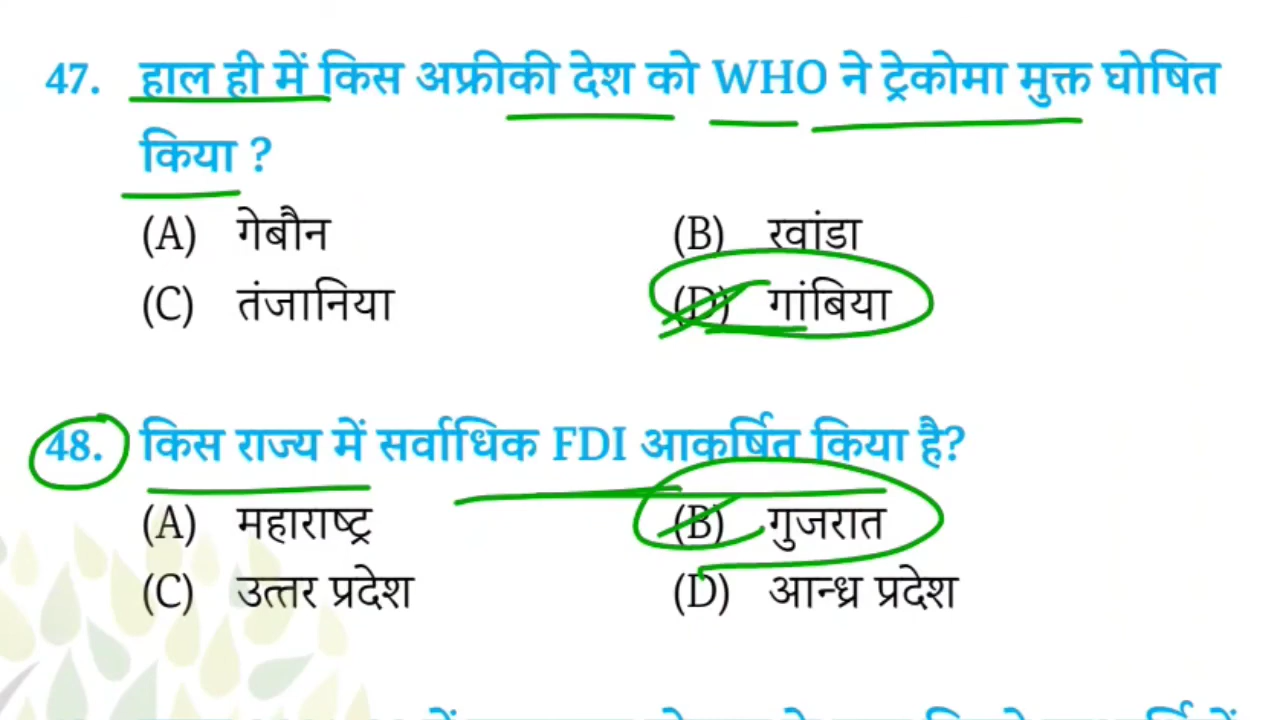 47. हाल ही में किस अफ्रीकी देश को WHO ने ट्रेकोमा मुक्त घोषित
किया ?
(A) गेबौन (B) रवांडा
(C) तंजानिया (D) गांबिया
48. किस राज्य में सर्वाधिक FDI आकर्षित किया है?
(A) महाराष्ट्र (B) गुजरात
(C) उत्तर प्रदेश (D) आन्ध्र प्रदेश